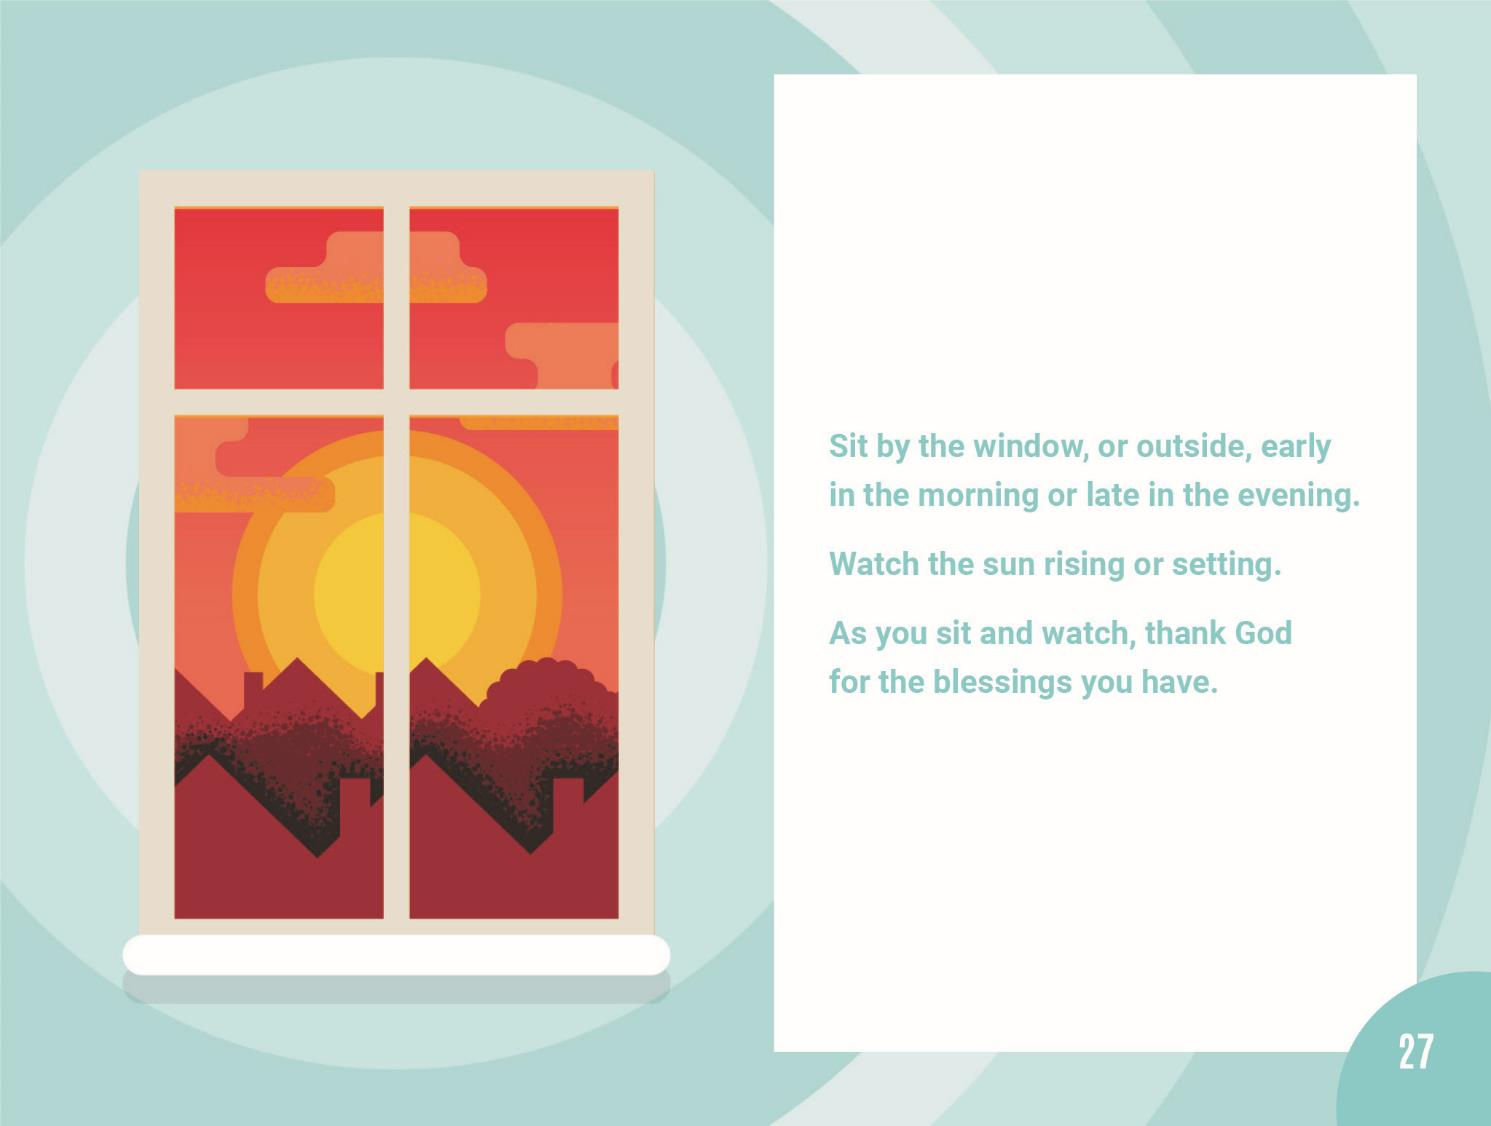 Sit by the window, or outside, early
in the morning or late in the evening.
Watch the sun rising or setting.
As you sit and watch, thank God
for the blessings you have.
27